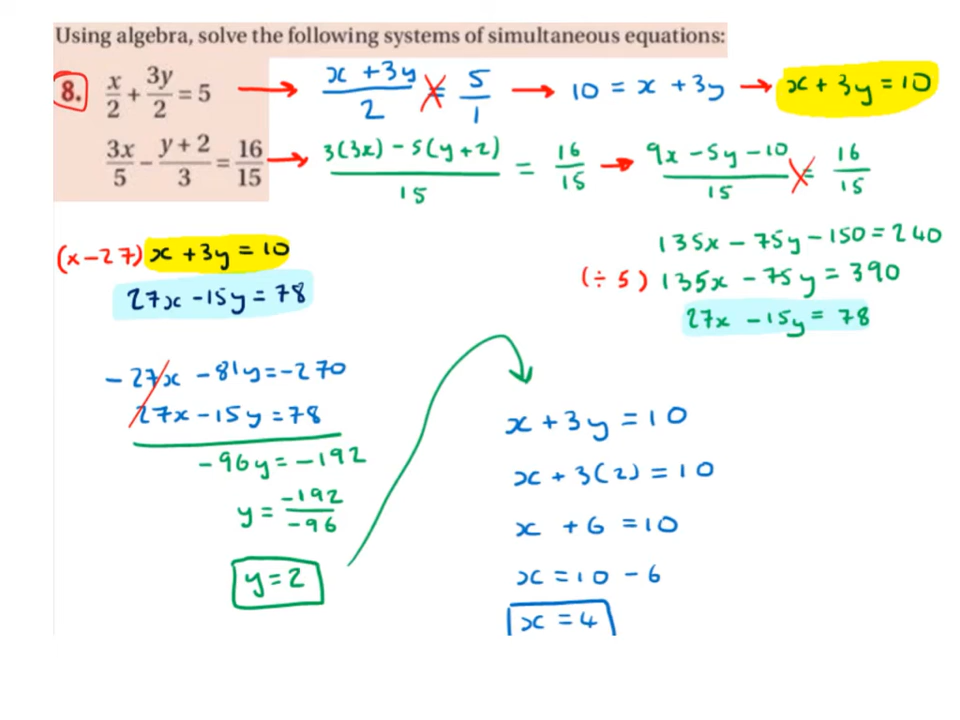 Using algebra, solve the following systems of simultaneous equations:
8. x/2 + 3y/2 = 5 → x + 3y/2 = 5/1 → 10 = x + 3y → x + 3y = 10
3x/5 − y + 2/3 = 16/15 → 3(3x) − 5(y+2)/15 = 16/15 → 9x − 5y − 10/15 = 16/15
135x − 75y − 150 = 240
(÷ 5) 135x − 75y = 390
27x − 15y = 78
(x−27) x + 3y = 10
27x − 15y = 78
− 27x − 81y = −270
27x − 15y = 78
− 96y = −192
y = −192/−96
y = 2
x + 3y = 10
x + 3(2) = 10
x + 6 = 10
x = 10 − 6
x = 4